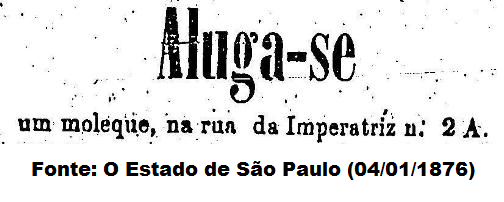 Aluga-se
um moleque, na rua da Imperatriz n. 2 A.
Fonte: O Estado de São Paulo (04/01/1876)